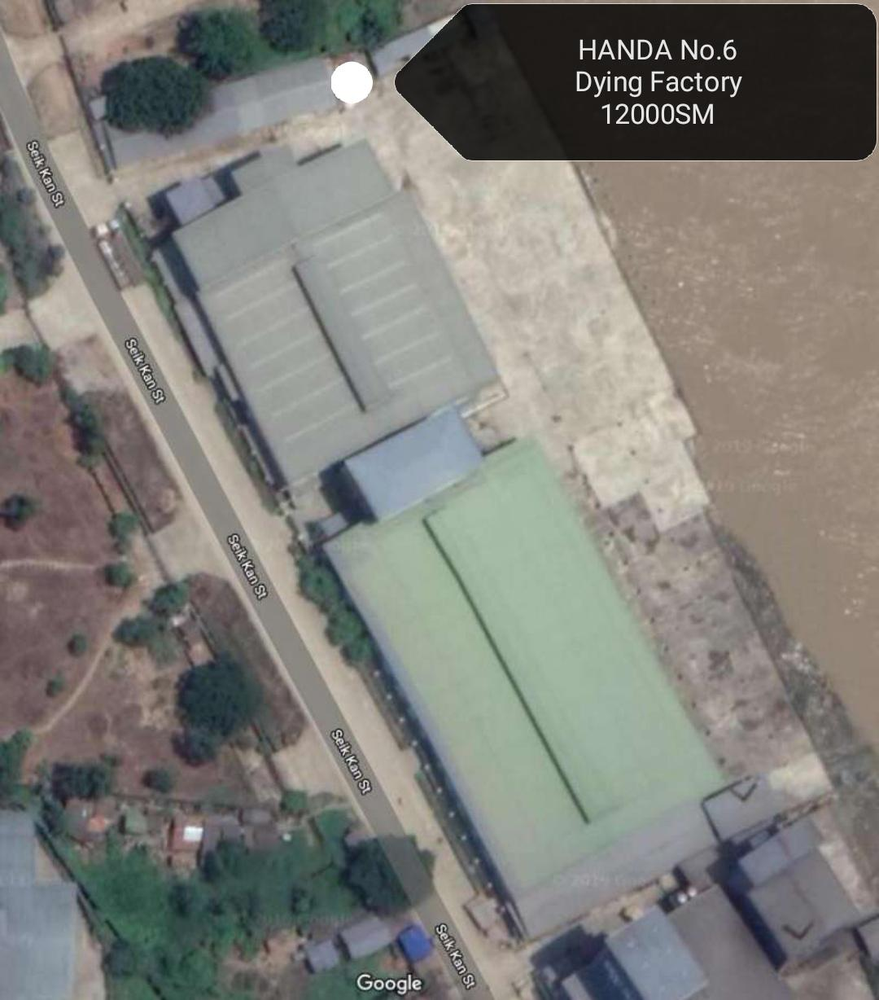 HANDA No.6
Dying Factory
12000SM
Seik Kan St
Seik Kan St
Seik Kan St
Seik Kan St
Seik Kan St
Google